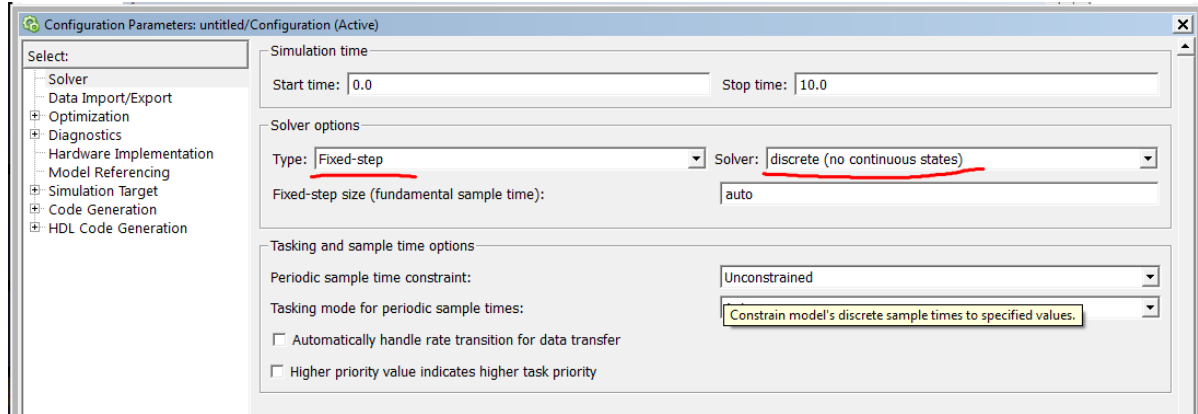 Configuration Parameters: untitled/Configuration (Active)
Select:
Solver
Data Import/Export
Optimization
Diagnostics
Hardware Implementation
Model Referencing
Simulation Target
Code Generation
HDL Code Generation
Simulation time
Start time: 0.0 Stop time: 10.0
Solver options
Type: Fixed-step Solver: discrete (no continuous states)
Fixed-step size (fundamental sample time): auto
Tasking and sample time options
Periodic sample time constraint: Unconstrained
Tasking mode for periodic sample times:
Constrain model's discrete sample times to specified values.
Automatically handle rate transition for data transfer
Higher priority value indicates higher task priority